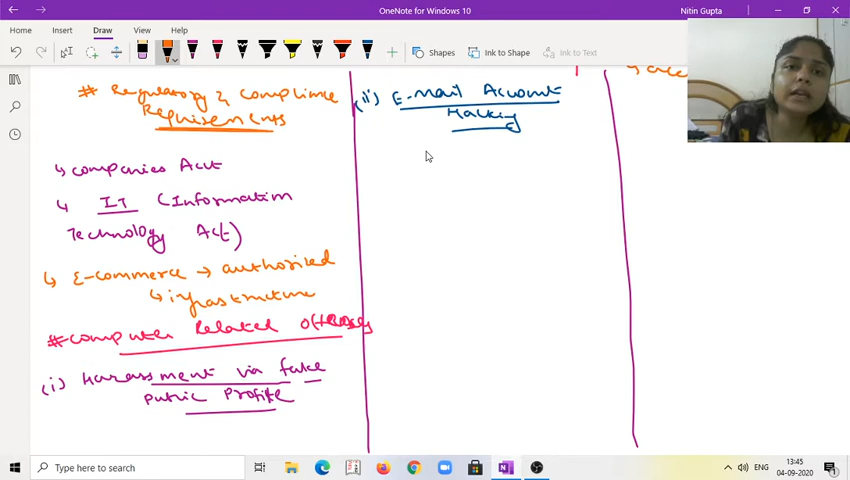 OneNote for Windows 10
Nitin Gupta
Home Insert Draw View Help
Shapes
Ink to Shape
Ink to Text
# Regulatory & Compliance
Requirements
↳ Companies Act
↳ IT (Information
Technology Act)
↳ E-commerce → authorized
↳ infrastructure
# Computer Related
(i) Harassment via fake
public Profile
(ii) E-mail Account
Hacking
Type here to search
ENG
13:45
04-09-2020